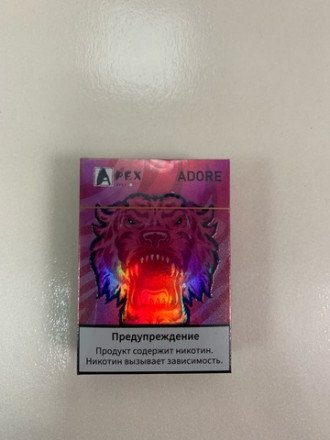 APEX
ADORE
Предупреждение
Продукт содержит никотин.
Никотин вызывает зависимость.